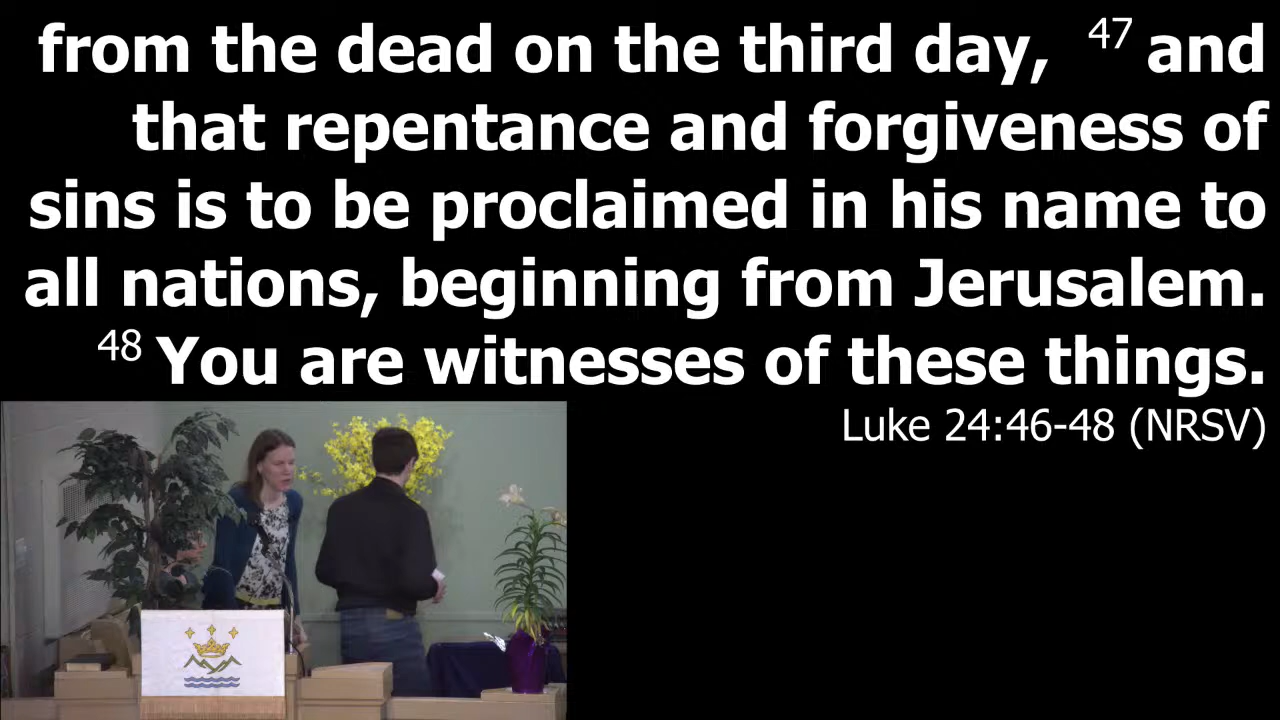 from the dead on the third day, 47 and
that repentance and forgiveness of
sins is to be proclaimed in his name to
all nations, beginning from Jerusalem.
48 You are witnesses of these things.
Luke 24:46-48 (NRSV)